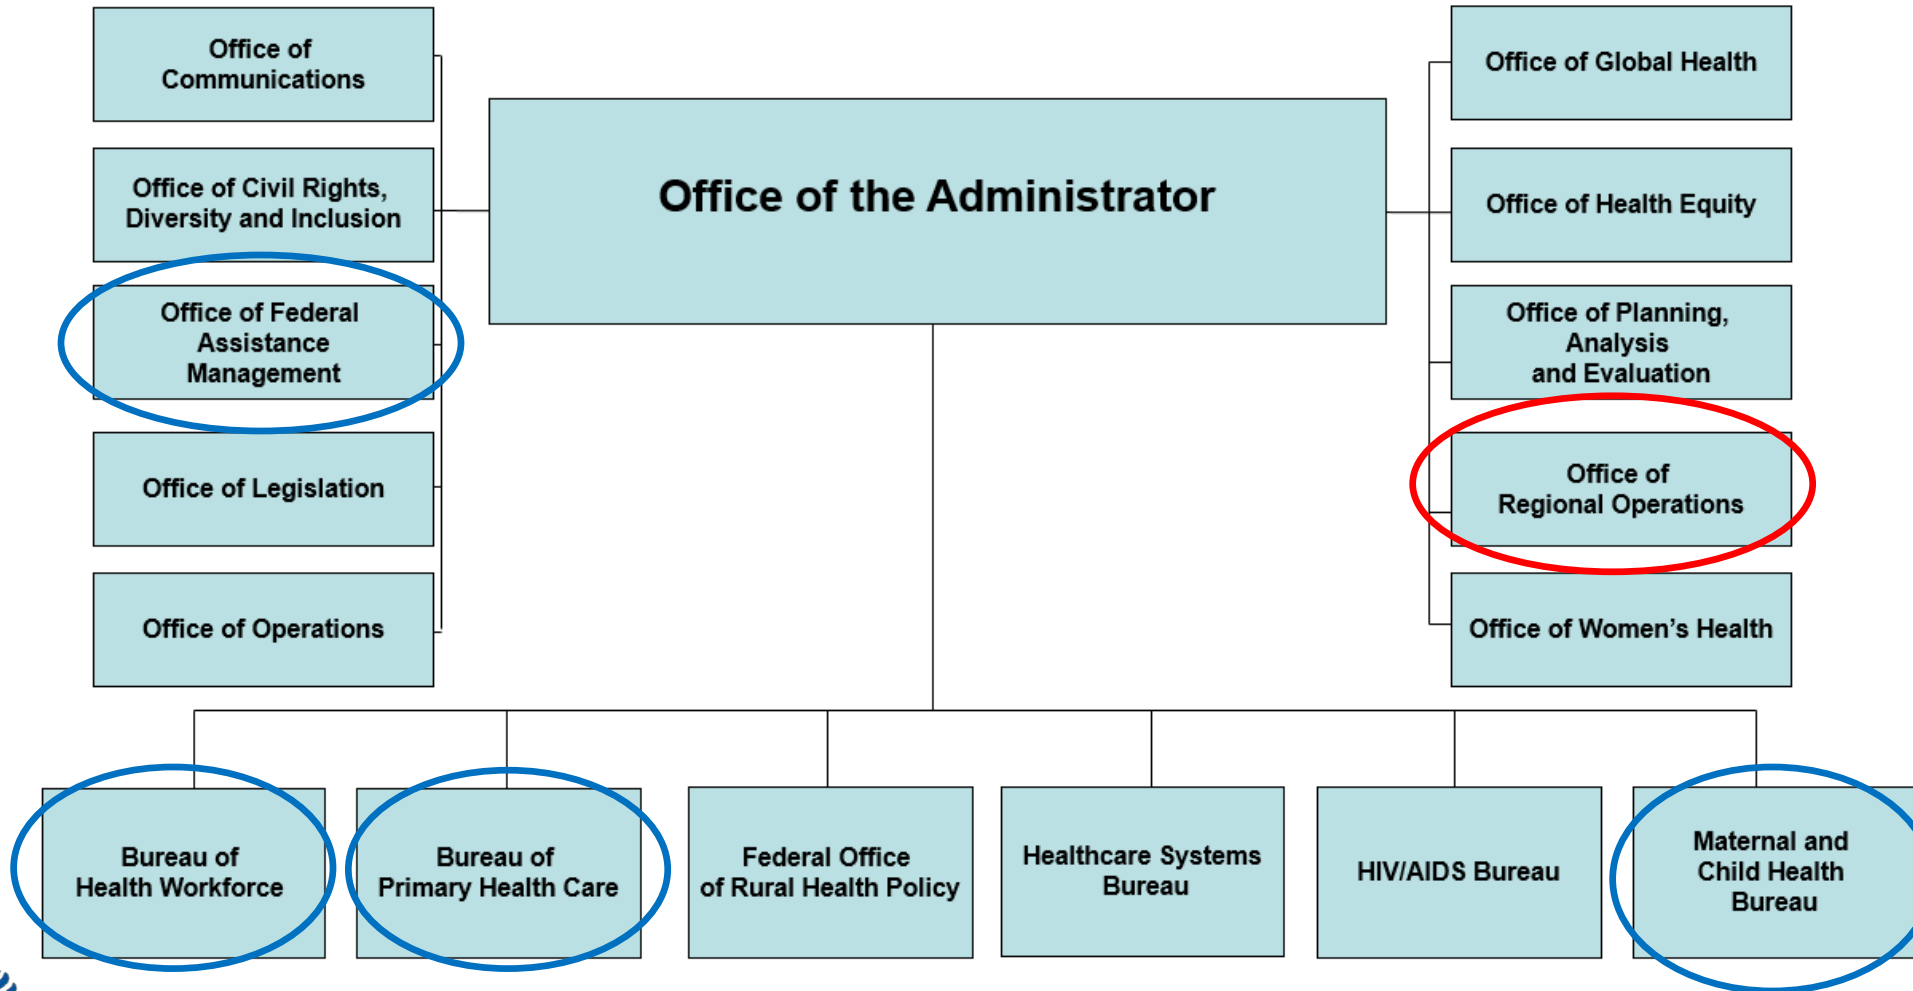 Office of
Communications
Office of Civil Rights,
Diversity and Inclusion
Office of Federal
Assistance
Management
Office of Legislation
Office of Operations
Office of the Administrator
Office of Global Health
Office of Health Equity
Office of Planning,
Analysis
and Evaluation
Office of
Regional Operations
Office of Women’s Health
Bureau of
Health Workforce
Bureau of
Primary Health Care
Federal Office
of Rural Health Policy
Healthcare Systems
Bureau
HIV/AIDS Bureau
Maternal and
Child Health
Bureau